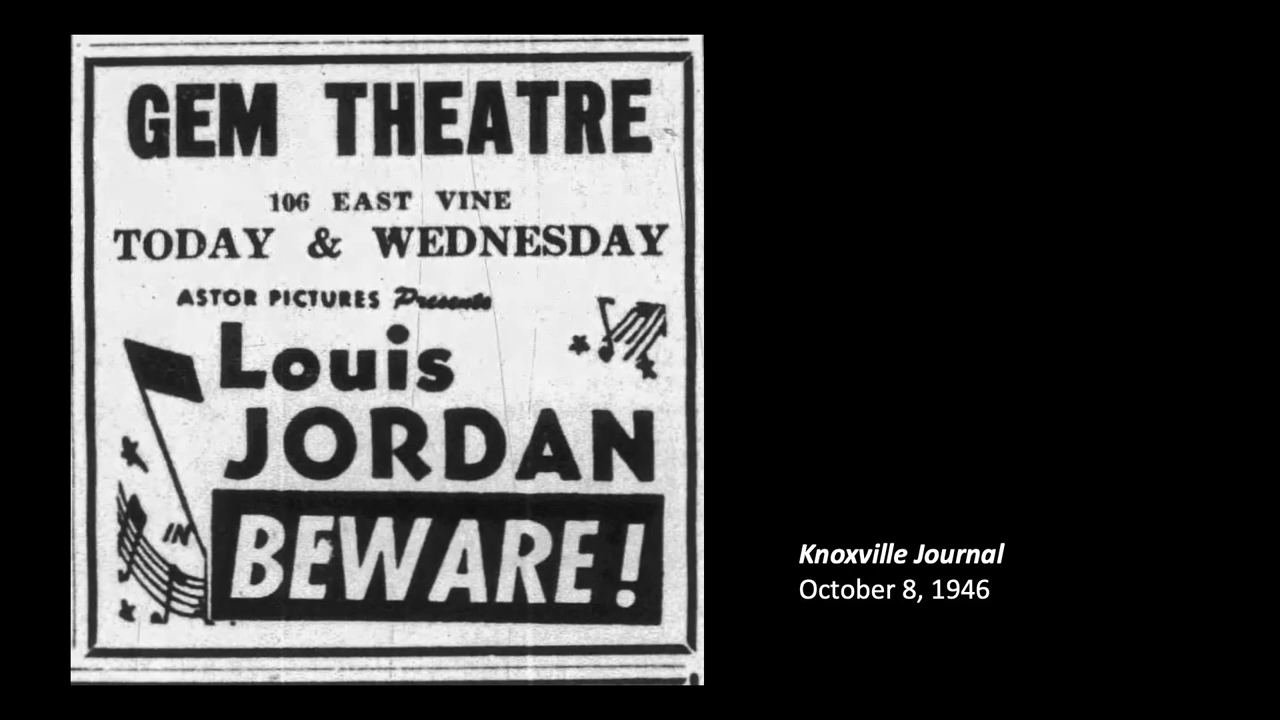 GEM THEATRE
106 EAST VINE
TODAY & WEDNESDAY
ASTOR PICTURES Presents
Louis
JORDAN
IN
BEWARE!
Knoxville Journal
October 8, 1946